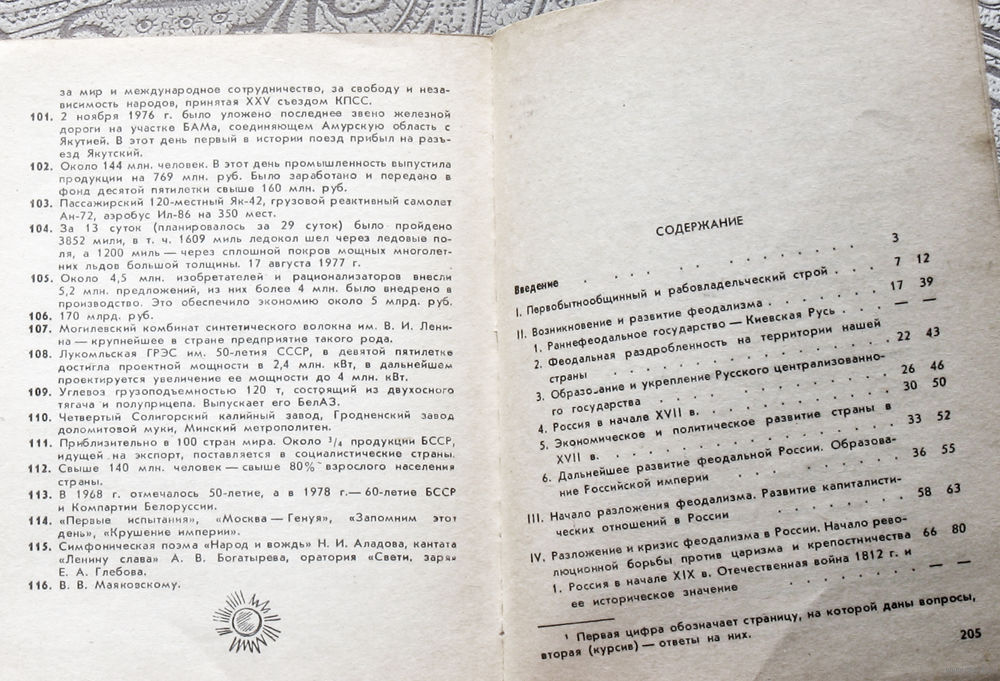 за мир и международное сотрудничество, за свободу и неза-
висимость народов, принятая XXV съездом КПСС.
101. 2 ноября 1976 г. было уложено последнее звено железной
дороги на участке БАМа, соединяющем Амурскую область с
Якутией. В этот день первый в истории поезд прибыл на разъ-
езд Якутский.
102. Около 144 млн. человек. В этот день промышленность выпустила
продукции на 769 млн. руб. Было заработано и передано в
фонд десятой пятилетки свыше 160 млн. руб.
103. Пассажирский 120-местный Як-42, грузовой реактивный самолет
Ан-72, аэробус Ил-86 на 350 мест.
104. За 13 суток (планировалось за 29 суток) было пройдено
3852 мили, в т. ч. 1609 миль ледокол шел через ледовые по-
ля, а 1200 миль — через сплошной покров мощных многолет-
них льдов большой толщины. 17 августа 1977 г.
105. Около 4,5 млн. изобретателей и рационализаторов внесли
5,2 млн. предложений, из них более 4 млн. было внедрено в
производство. Это обеспечило экономию около 5 млрд. руб.
106. 170 млрд. руб.
107. Могилевский комбинат синтетического волокна им. В. И. Лени-
на — крупнейшее в стране предприятие такого рода.
108. Лукомльская ГРЭС им. 50-летия СССР, в девятой пятилетке
достигла проектной мощности в 2,4 млн. кВт, в дальнейшем
проектируется увеличение ее мощности до 4 млн. кВт.
109. Углевоз грузоподъемностью 120 т, состоящий из двухосного
тягача и полуприцепа. Выпускает его БелАЗ.
110. Четвертый Солигорский калийный завод, Гродненский завод
доломитовой муки, Минский метрополитен.
111. Приблизительно в 100 стран мира. Около 3/4 продукции БССР,
идущей на экспорт, поставляется в социалистические страны.
112. Свыше 140 млн. человек — свыше 80% взрослого населения
страны.
113. В 1968 г. отмечалось 50-летие, а в 1978 г.— 60-летие БССР
и Компартии Белоруссии.
114. «Первые испытания», «Москва — Генуя», «Запомним этот
день», «Крушение империи».
115. Симфоническая поэма «Народ и вождь» Н. И. Аладова, кантата
«Ленину слава» А. В. Богатырева, оратория «Свети, заря»
Е. А. Глебова.
116. В. В. Маяковскому.
СОДЕРЖАНИЕ
Введение . . . . . . . . 3
I. Первобытнообщинный и рабовладельческий строй . . . 7 12
II. Возникновение и развитие феодализма . . . . 17 39
1. Раннефеодальное государство — Киевская Русь . . . — —
2. Феодальная раздробленность на территории нашей
страны . . . . . . . . 22 43
3. Образование и укрепление Русского централизованно-
го государства . . . . . . . 26 46
4. Россия в начале XVII в. . . . . . . 30 50
5. Экономическое и политическое развитие страны в
XVII в. . . . . . . . . 33 52
6. Дальнейшее развитие феодальной России. Образова-
ние Российской империи . . . . . 36 55
III. Начало разложения феодализма. Развитие капиталисти-
ческих отношений в России . . . . . 58 63
IV. Разложение и кризис феодализма в России. Начало рево-
люционной борьбы против царизма и крепостничества 66 80
1. Россия в начале XIX в. Отечественная война 1812 г. и
ее историческое значение . . . . . — —
1 Первая цифра обозначает страницу, на которой даны вопросы,
вторая (курсив) — ответы на них.
205